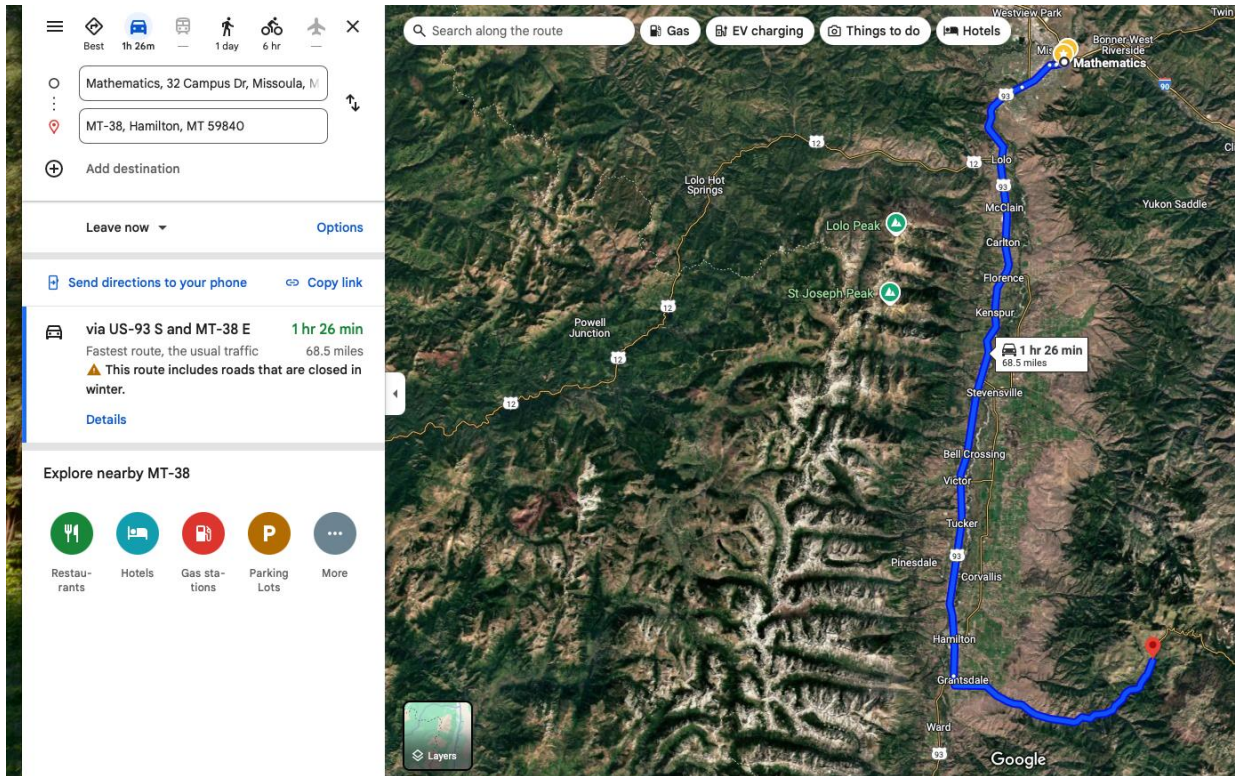 Best
1h 26m
—
1 day
6 hr
—
Mathematics, 32 Campus Dr, Missoula, M
MT-38, Hamilton, MT 59840
Add destination
Leave now
Options
Send directions to your phone
Copy link
via US-93 S and MT-38 E
1 hr 26 min
Fastest route, the usual traffic
68.5 miles
This route includes roads that are closed in
winter.
Details
Explore nearby MT-38
Restau-
rants
Hotels
Gas sta-
tions
P
Parking
Lots
More
Search along the route
Gas
EV charging
Things to do
Hotels
Westview Park
Twin
Bonner-West
Riverside
Mis
Mathematics
90
93
12
12
Lolo
Lolo Hot
Springs
93
McClain
Yukon Saddle
Lolo Peak
Carlton
Florence
St Joseph Peak
12
Kenspur
Powell
Junction
12
1 hr 26 min
68.5 miles
Stevensville
12
Bell Crossing
Victor
Tucker
93
Pinesdale
Corvallis
Hamilton
Grantsdale
Ward
93
Layers
Google